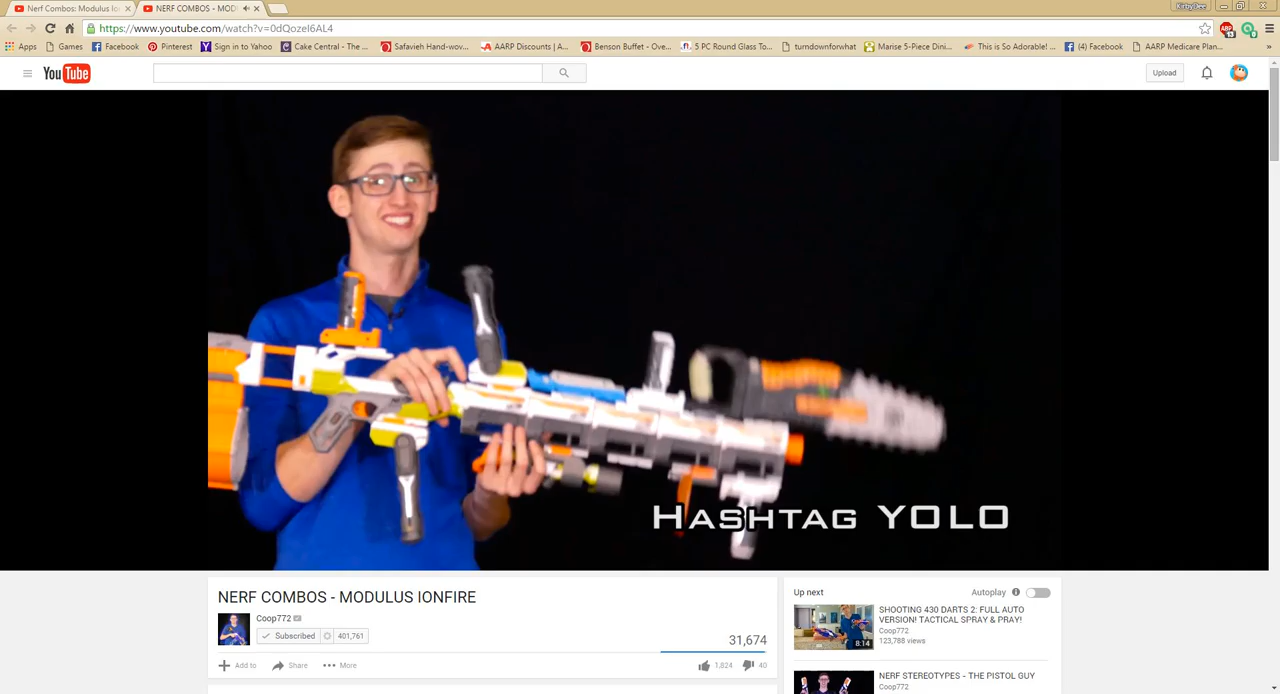 Nerf Combos: Modulus Io
NERF COMBOS - MOD
KirbyDee
https://www.youtube.com/watch?v=0dQozeI6AL4
ABP
13
Apps
Games
Facebook
Pinterest
Sign in to Yahoo
Cake Central - The ...
Safavieh Hand-wov...
AARP Discounts | A...
Benson Buffet - Ove...
5 PC Round Glass To...
turndownforwhat
Marise 5-Piece Dini...
This is So Adorable! ...
(4) Facebook
AARP Medicare Plan...
»
YouTube
Upload
HASHTAG YOLO
NERF COMBOS - MODULUS IONFIRE
Coop772
Subscribed
401,761
31,674
Add to
Share
More
1,824
40
Up next
Autoplay
8:14
SHOOTING 430 DARTS 2: FULL AUTO
VERSION! TACTICAL SPRAY & PRAY!
Coop772
123,788 views
NERF STEREOTYPES - THE PISTOL GUY
Coop772